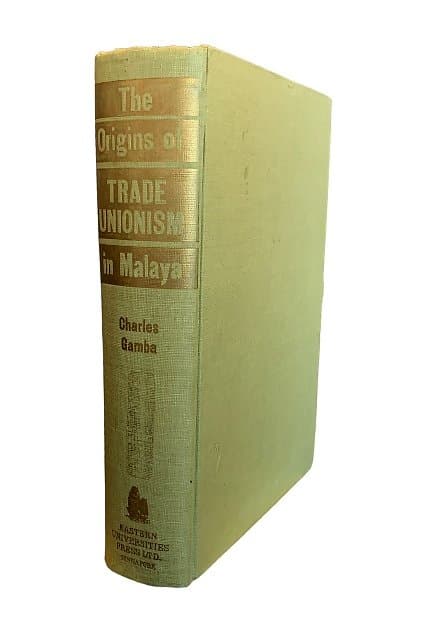 The
Origins of
TRADE
UNIONISM
in Malaya
Charles
Gamba
EASTERN
UNIVERSITIES
PRESS LTD.
SINGAPORE